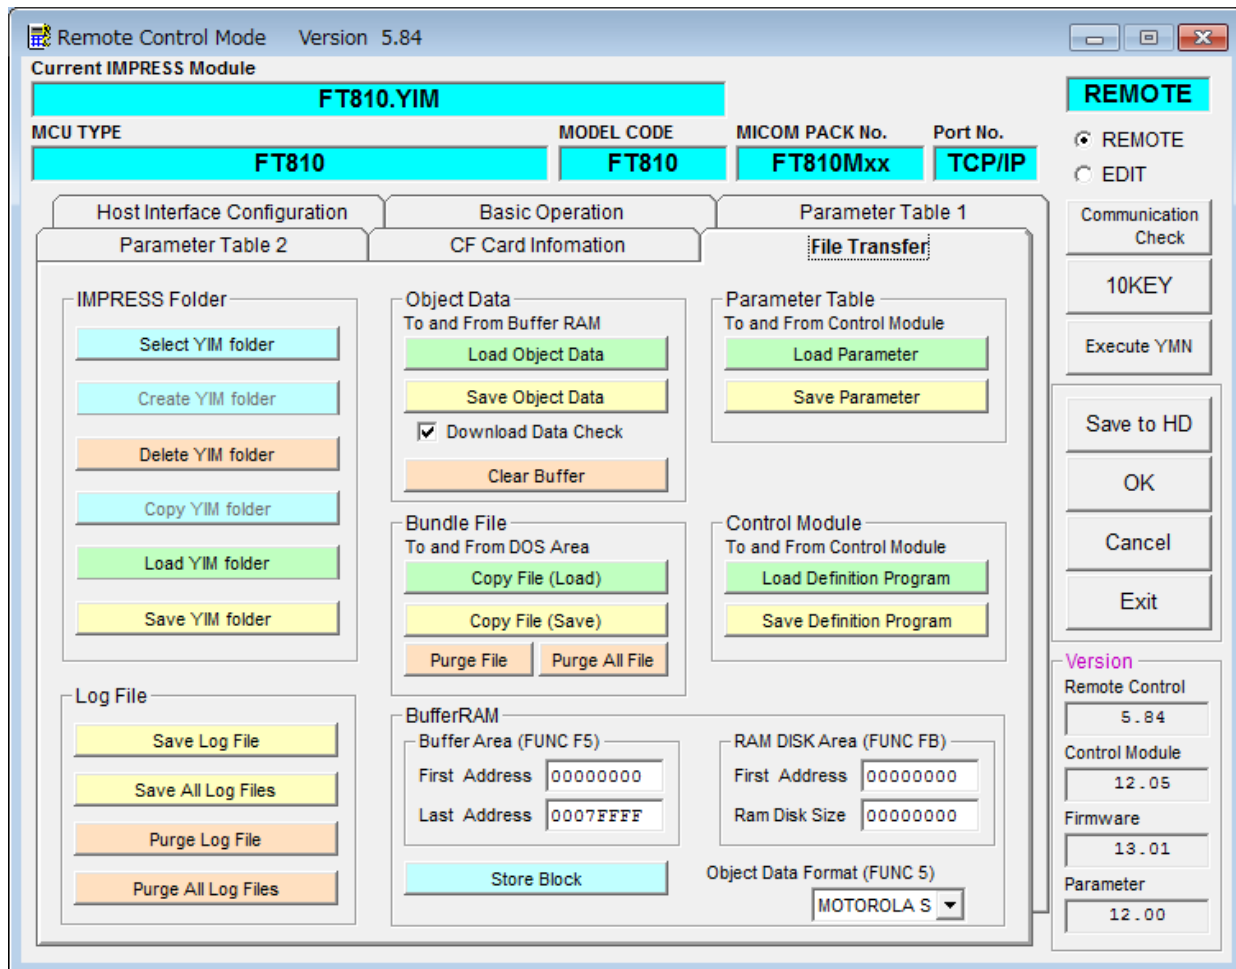 Remote Control Mode Version 5.84
Current IMPRESS Module
FT810.YIM
REMOTE
MCU TYPE MODEL CODE MICOM PACK No. Port No.
FT810 FT810 FT810Mxx TCP/IP
REMOTE
EDIT
Host Interface Configuration Basic Operation Parameter Table 1
Parameter Table 2 CF Card Infomation File Transfer
IMPRESS Folder
Select YIM folder
Create YIM folder
Delete YIM folder
Copy YIM folder
Load YIM folder
Save YIM folder
Log File
Save Log File
Save All Log Files
Purge Log File
Purge All Log Files
Object Data
To and From Buffer RAM
Load Object Data
Save Object Data
Download Data Check
Clear Buffer
Bundle File
To and From DOS Area
Copy File (Load)
Copy File (Save)
Purge File Purge All File
Parameter Table
To and From Control Module
Load Parameter
Save Parameter
Control Module
To and From Control Module
Load Definition Program
Save Definition Program
BufferRAM
Buffer Area (FUNC F5)
First Address 00000000
Last Address 0007FFFF
RAM DISK Area (FUNC FB)
First Address 00000000
Ram Disk Size 00000000
Store Block
Object Data Format (FUNC 5)
MOTOROLA S
Communication
Check
10KEY
Execute YMN
Save to HD
OK
Cancel
Exit
Version
Remote Control
5.84
Control Module
12.05
Firmware
13.01
Parameter
12.00